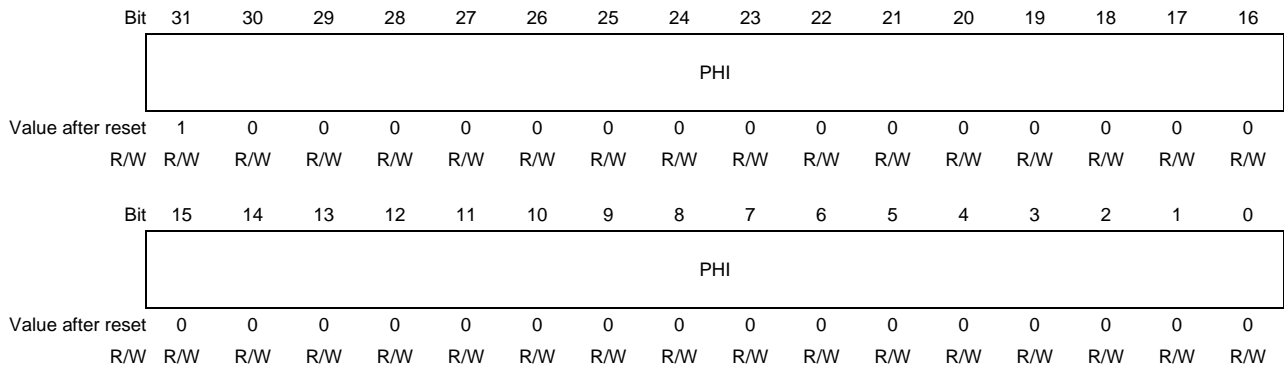 Bit 31 30 29 28 27 26 25 24 23 22 21 20 19 18 17 16
PHI
Value after reset 1 0 0 0 0 0 0 0 0 0 0 0 0 0 0 0
R/W R/W R/W R/W R/W R/W R/W R/W R/W R/W R/W R/W R/W R/W R/W R/W R/W
Bit 15 14 13 12 11 10 9 8 7 6 5 4 3 2 1 0
PHI
Value after reset 0 0 0 0 0 0 0 0 0 0 0 0 0 0 0 0
R/W R/W R/W R/W R/W R/W R/W R/W R/W R/W R/W R/W R/W R/W R/W R/W R/W